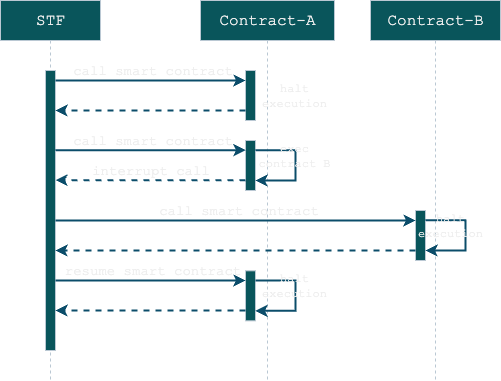 STF
Contract-A
Contract-B
call smart contract
halt
execution
call smart contract
exec
contract B
interrupt call
call smart contract
halt
execution
resume smart contract
halt
execution